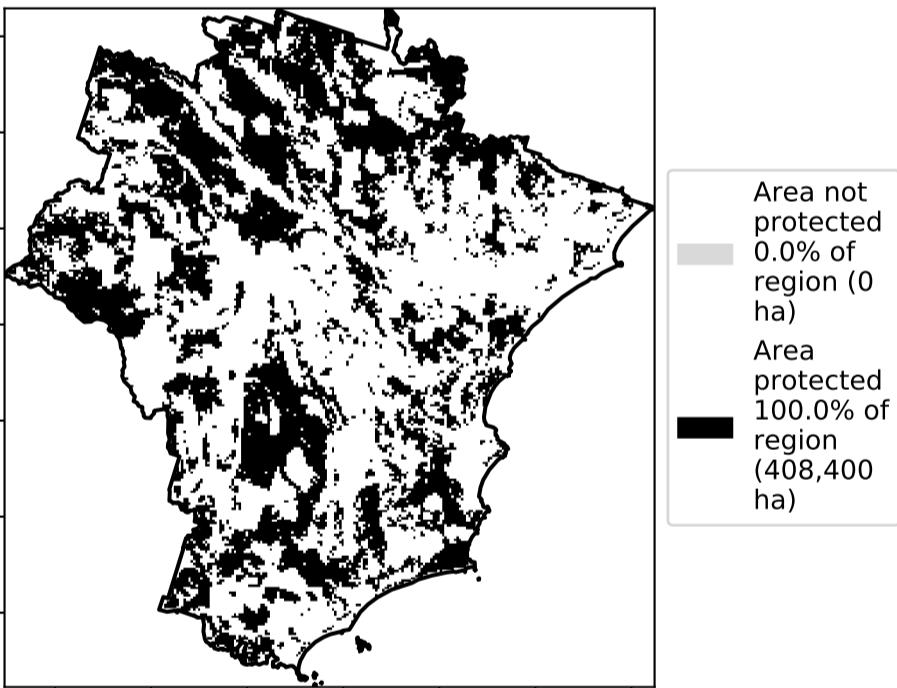 Area not
protected
0.0% of
region (0
ha)
Area
protected
100.0% of
region
(408,400
ha)